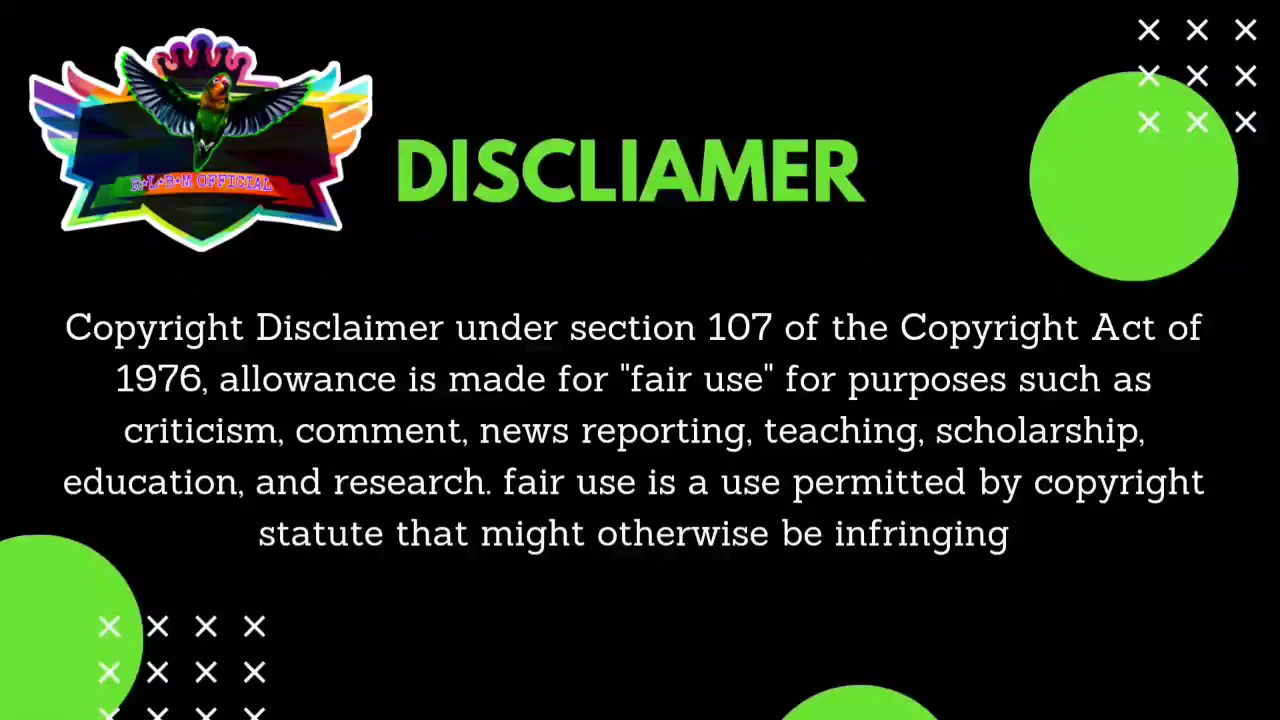 R•L•B•M OFFICIAL
DISCLIAMER
Copyright Disclaimer under section 107 of the Copyright Act of
1976, allowance is made for "fair use" for purposes such as
criticism, comment, news reporting, teaching, scholarship,
education, and research. fair use is a use permitted by copyright
statute that might otherwise be infringing